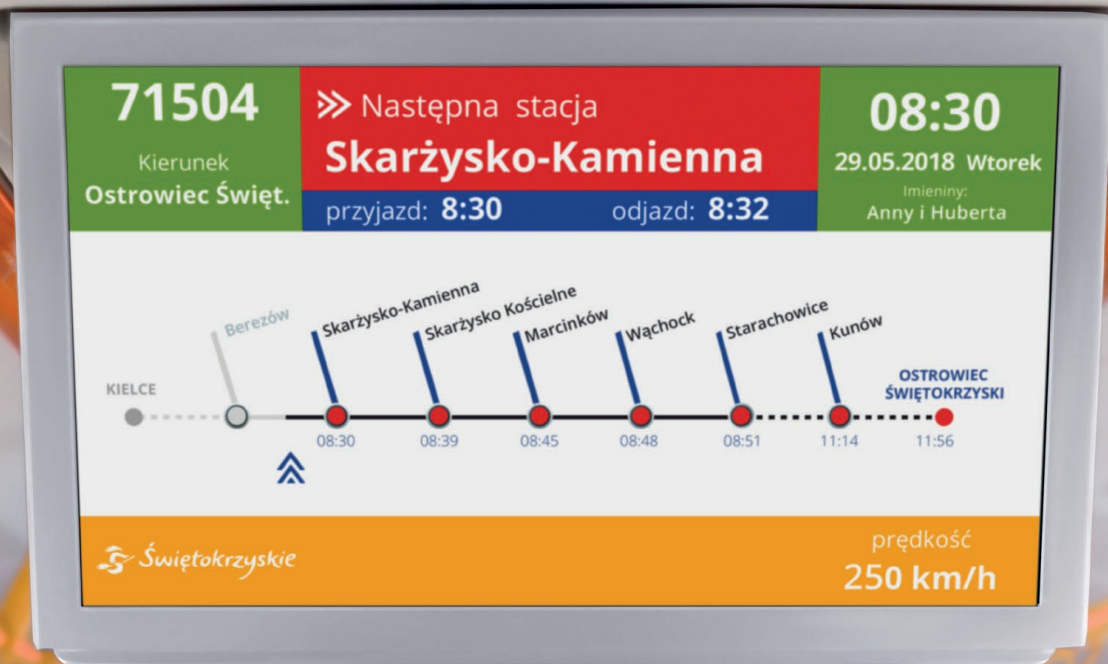 71504
Kierunek
Ostrowiec Święt.
Następna stacja
Skarżysko-Kamienna
przyjazd: 8:30 odjazd: 8:32
08:30
29.05.2018 Wtorek
Imieniny:
Anny i Huberta
KIELCE
Berezów
Skarżysko-Kamienna
Skarżysko Kościelne
Marcinków
Wąchock
Starachowice
Kunów
OSTROWIEC
ŚWIĘTOKRZYSKI
08:30 08:39 08:45 08:48 08:51 11:14 11:56
Świętokrzyskie
prędkość
250 km/h